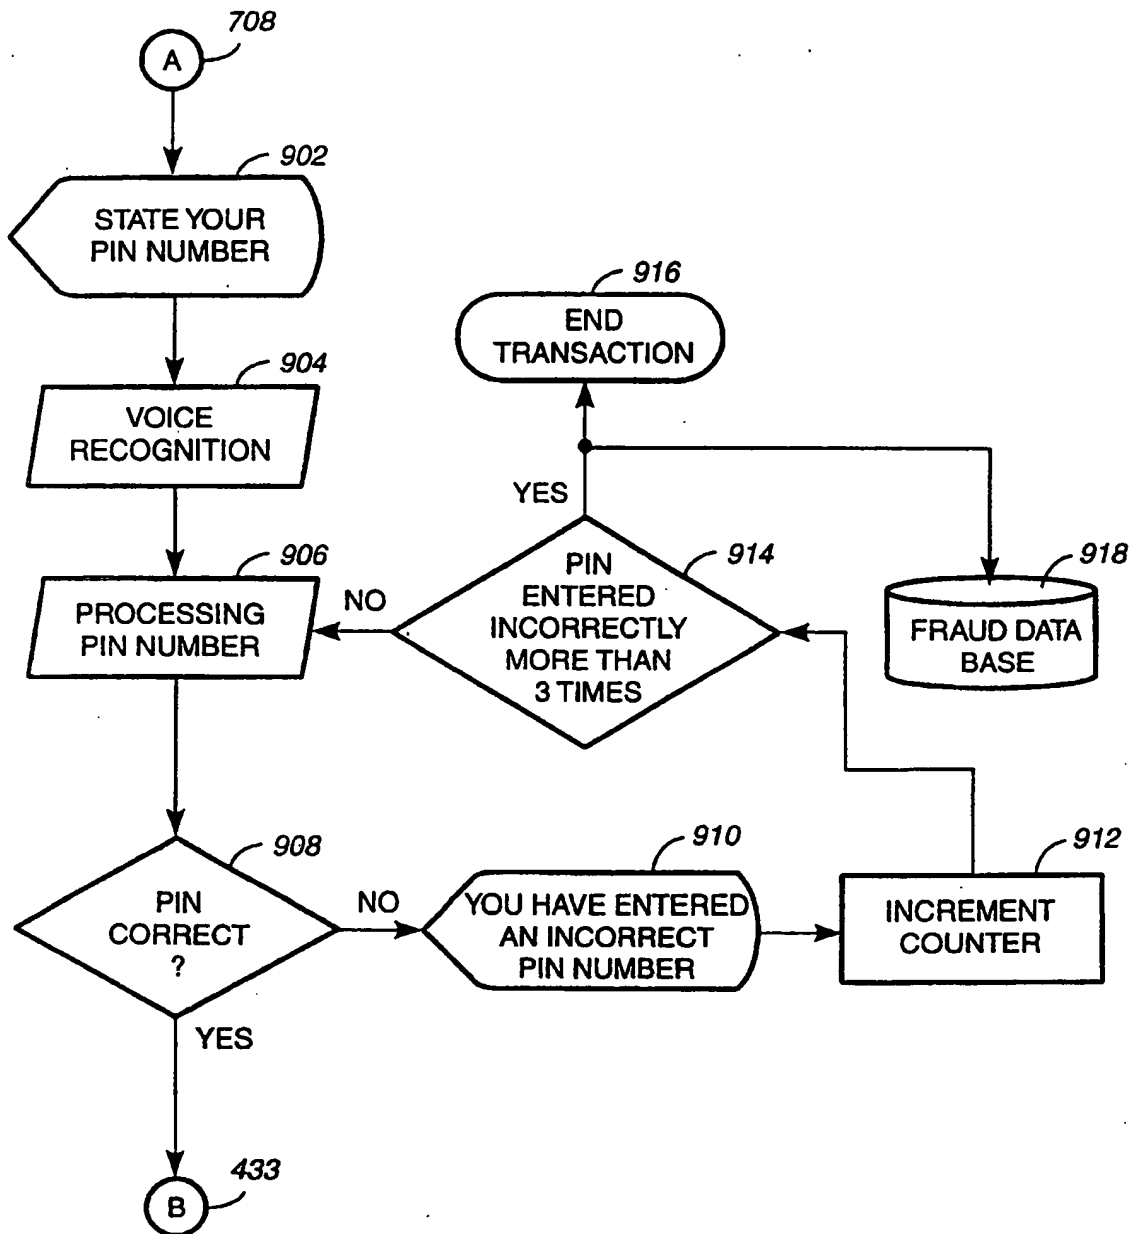 708
A
902
STATE YOUR
PIN NUMBER
904
VOICE
RECOGNITION
906
PROCESSING
PIN NUMBER
916
END
TRANSACTION
YES
914
PIN
ENTERED
INCORRECTLY
MORE THAN
3 TIMES
NO
918
FRAUD DATA
BASE
908
PIN
CORRECT
?
NO
910
YOU HAVE ENTERED
AN INCORRECT
PIN NUMBER
912
INCREMENT
COUNTER
YES
433
B